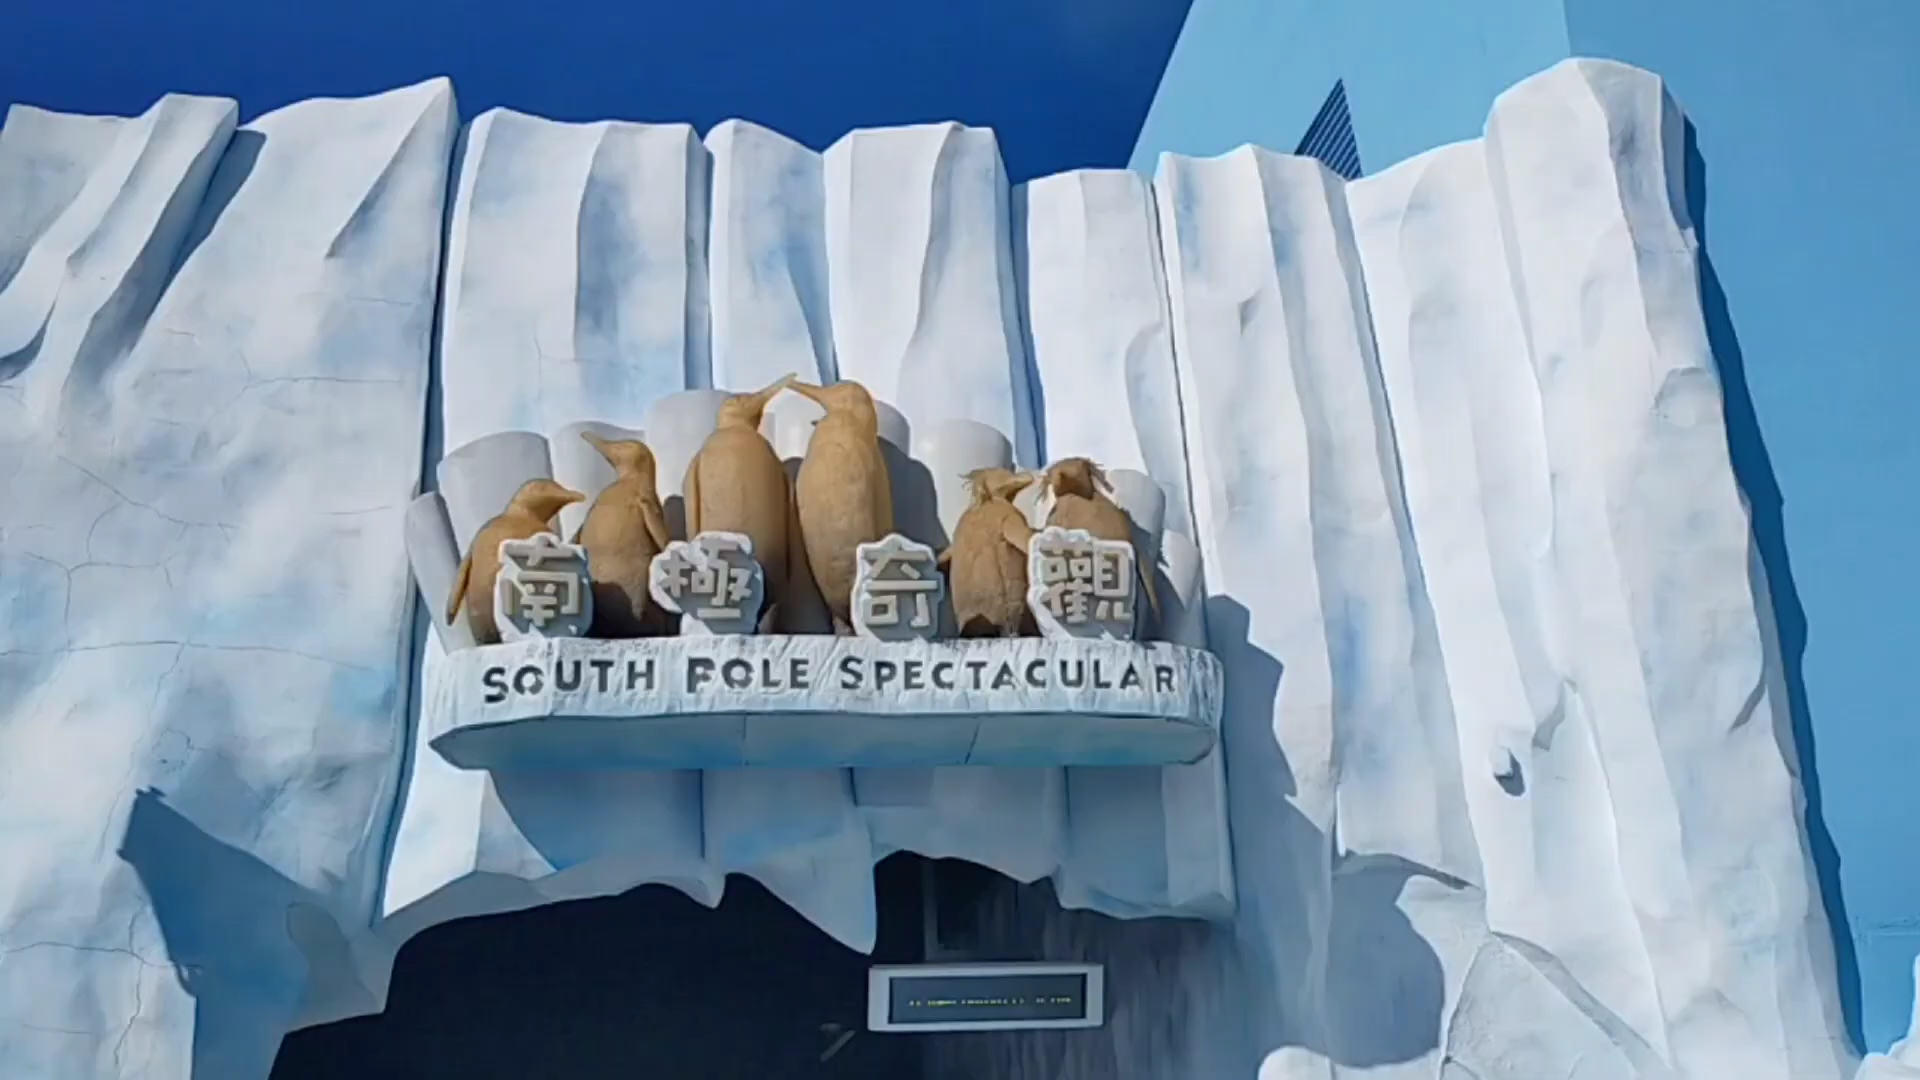 南極奇觀
SOUTH POLE SPECTACULAR